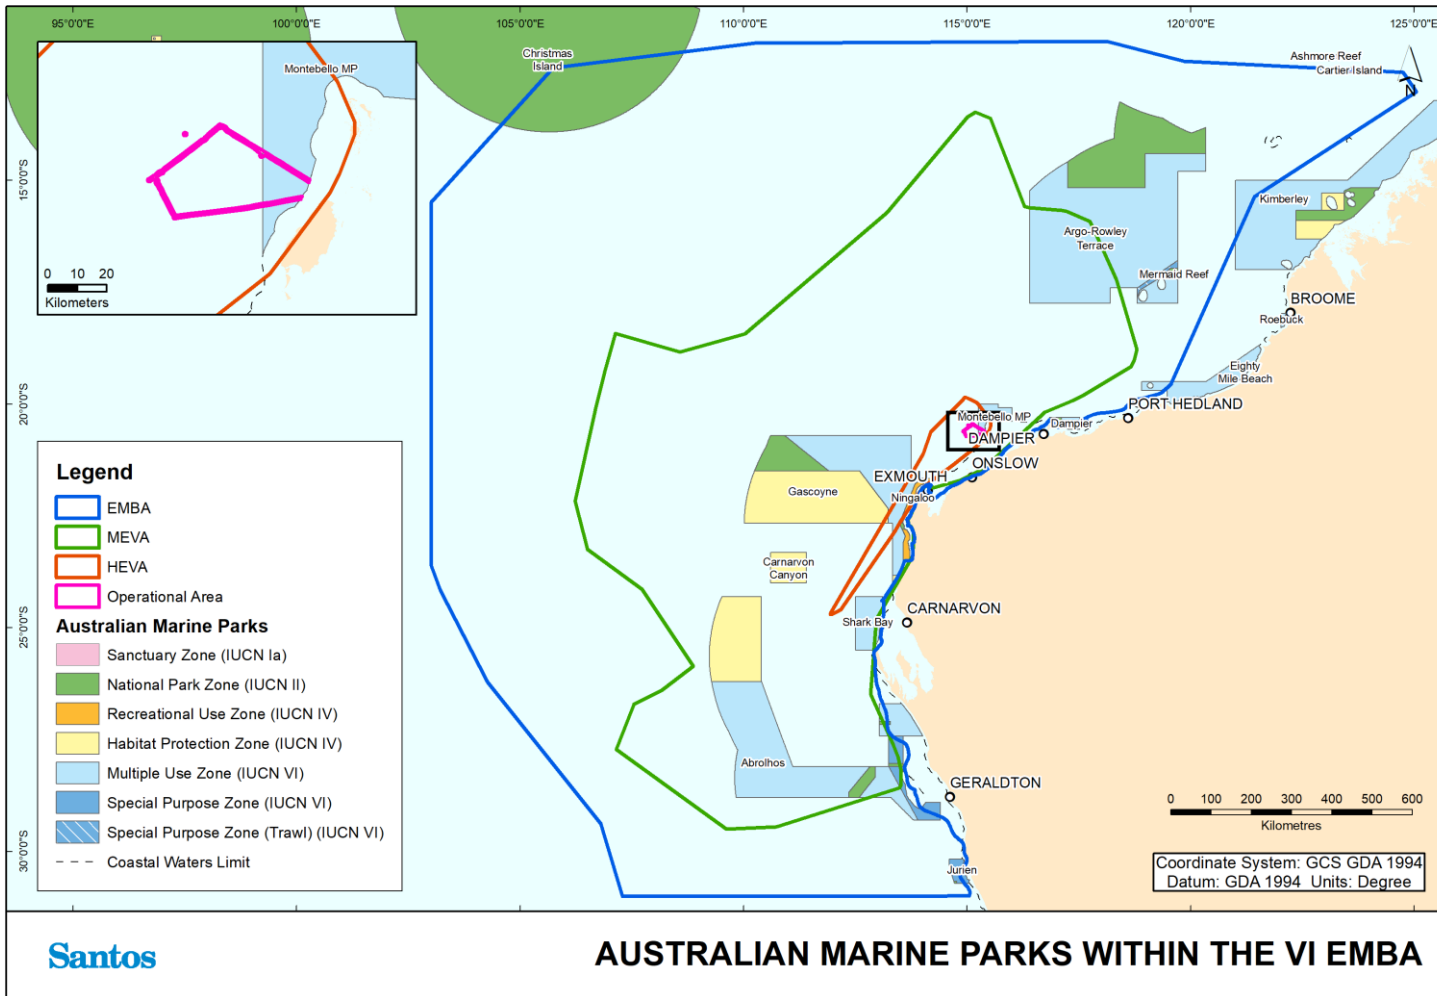 95°0'0"E
100°0'0"E
105°0'0"E
110°0'0"E
115°0'0"E
120°0'0"E
125°0'0"E
15°0'0"S
20°0'0"S
25°0'0"S
30°0'0"S
Montebello MP
0 10 20
Kilometers
Christmas
Island
Ashmore Reef
Cartier Island
N
Kimberley
Argo-Rowley
Terrace
Mermaid Reef
BROOME
Roebuck
Eighty
Mile Beach
PORT HEDLAND
Montebello MP
Dampier
DAMPIER
ONSLOW
EXMOUTH
Ningaloo
Gascoyne
Carnarvon
Canyon
CARNARVON
Shark Bay
Abrolhos
GERALDTON
Jurien
Legend
EMBA
MEVA
HEVA
Operational Area
Australian Marine Parks
Sanctuary Zone (IUCN Ia)
National Park Zone (IUCN II)
Recreational Use Zone (IUCN IV)
Habitat Protection Zone (IUCN IV)
Multiple Use Zone (IUCN VI)
Special Purpose Zone (IUCN VI)
Special Purpose Zone (Trawl) (IUCN VI)
Coastal Waters Limit
0 100 200 300 400 500 600
Kilometres
Coordinate System: GCS GDA 1994
Datum: GDA 1994 Units: Degree
Santos
AUSTRALIAN MARINE PARKS WITHIN THE VI EMBA